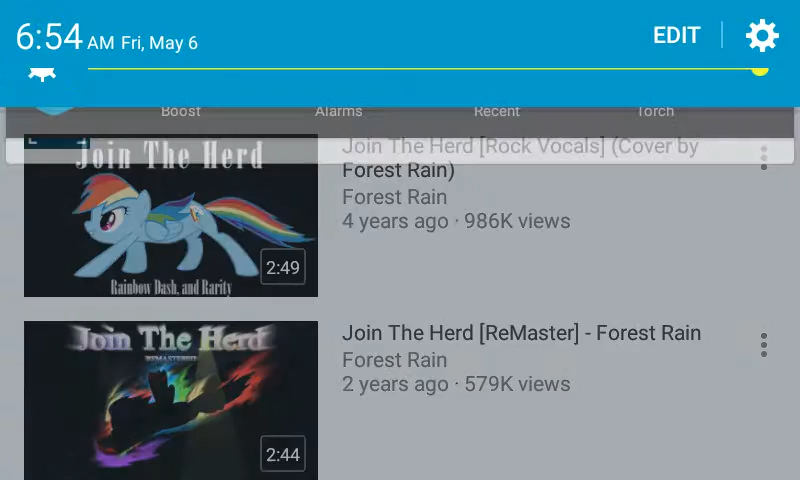 6:54 AM Fri, May 6
EDIT
Boost
Alarms
Recent
Torch
Join The Herd
Rainbow Dash, and Rarity
2:49
Join The Herd [Rock Vocals] (Cover by
Forest Rain)
Forest Rain
4 years ago · 986K views
Join The Herd
REMASTERED
2:44
Join The Herd [ReMaster] - Forest Rain
Forest Rain
2 years ago · 579K views